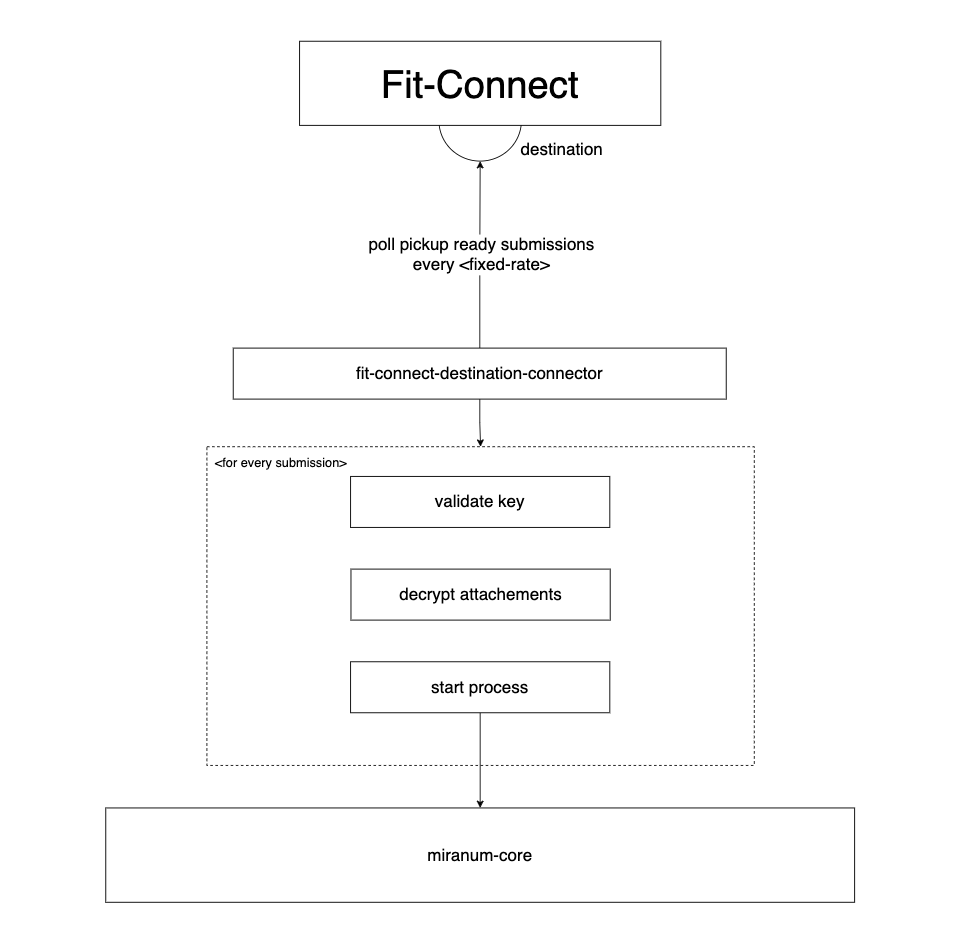 Fit-Connect
destination
poll pickup ready submissions
every <fixed-rate>
fit-connect-destination-connector
<for every submission>
validate key
decrypt attachements
start process
miranum-core